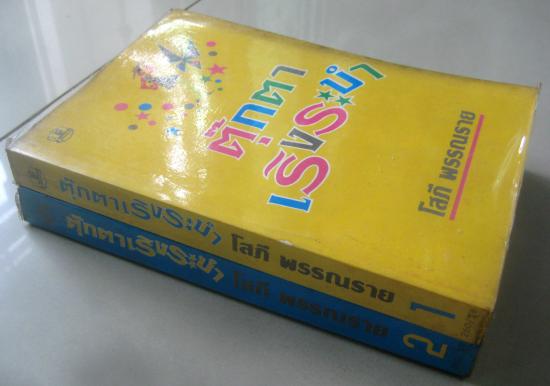 ตุ๊กตา
เริงระบำ
โสภี พรรณราย
ตุ๊กตาเริงระบำ โสภี พรรณราย 1
ตุ๊กตาเริงระบำ โสภี พรรณราย 2